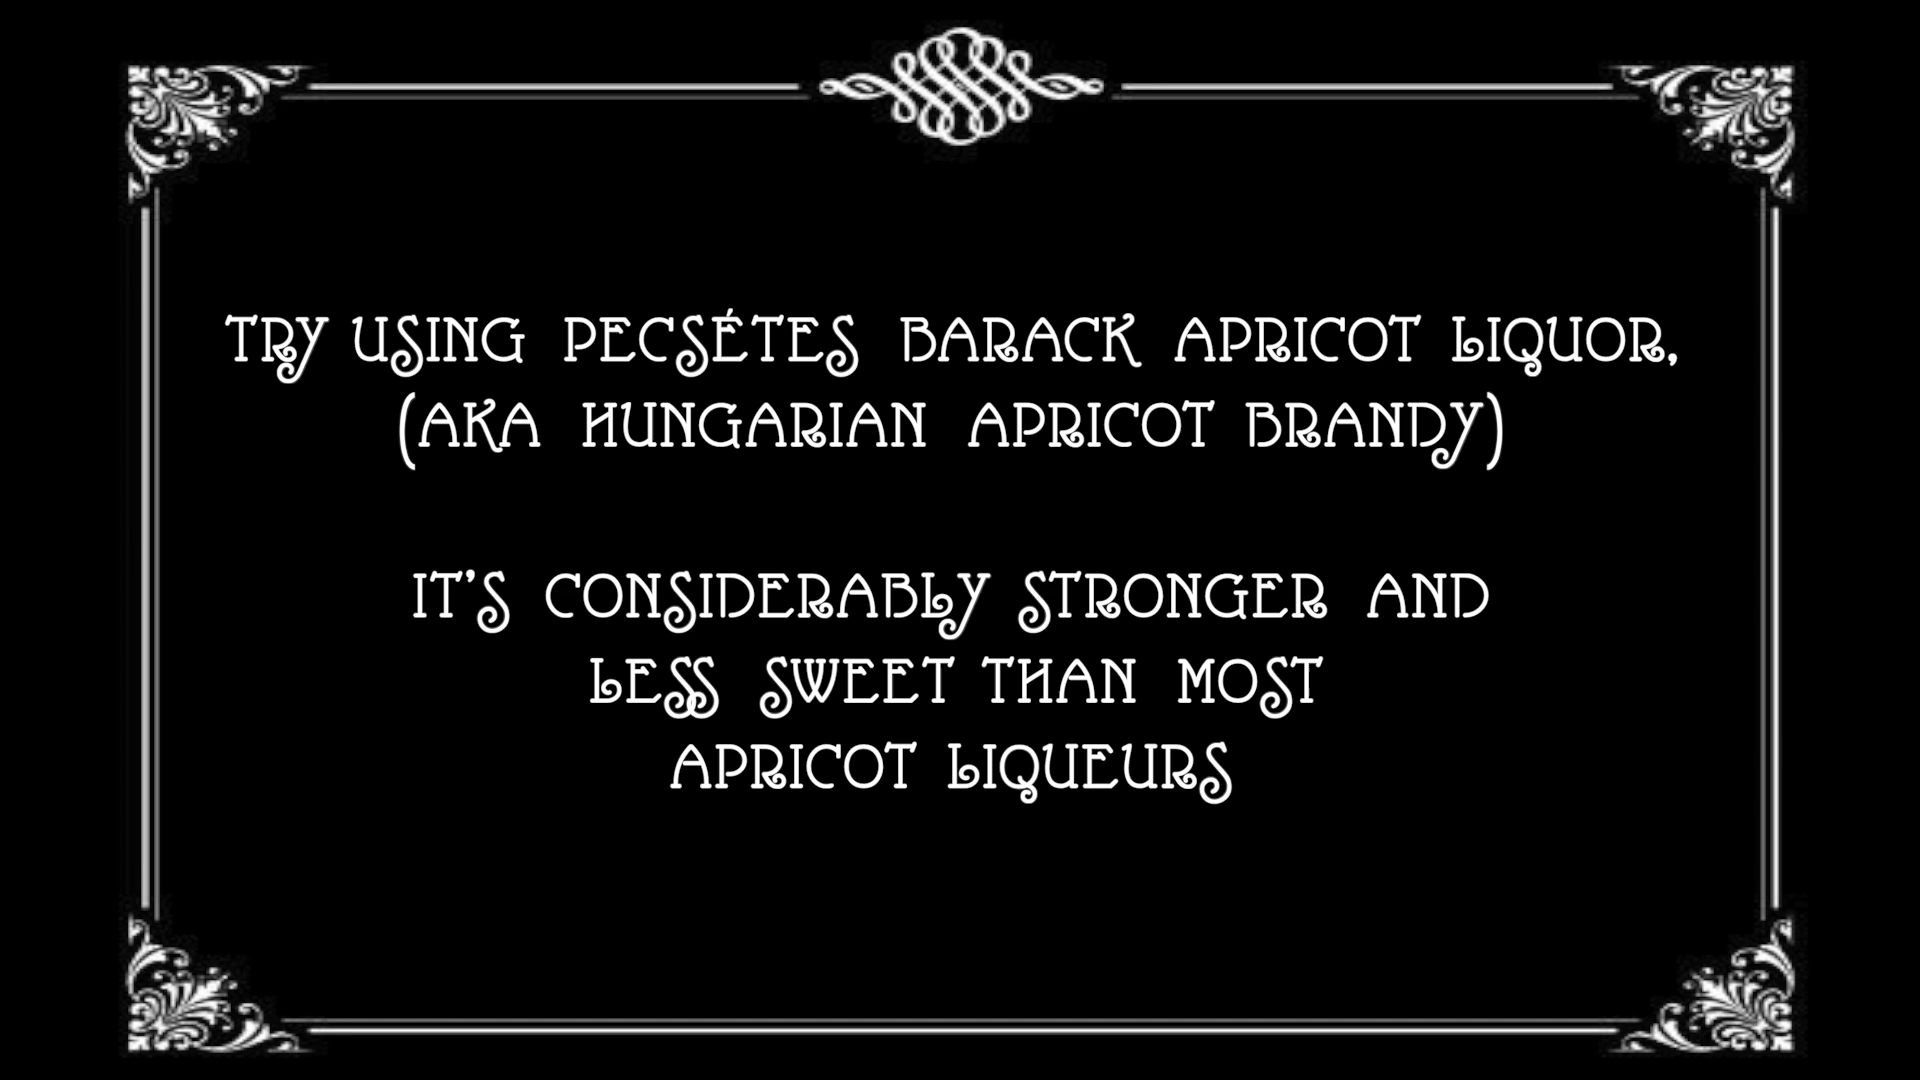 TRY USING PECSÉTES BARACK APRICOT LIQUOR,
(AKA HUNGARIAN APRICOT BRANDY)
IT'S CONSIDERABLY STRONGER AND
LESS SWEET THAN MOST
APRICOT LIQUEURS